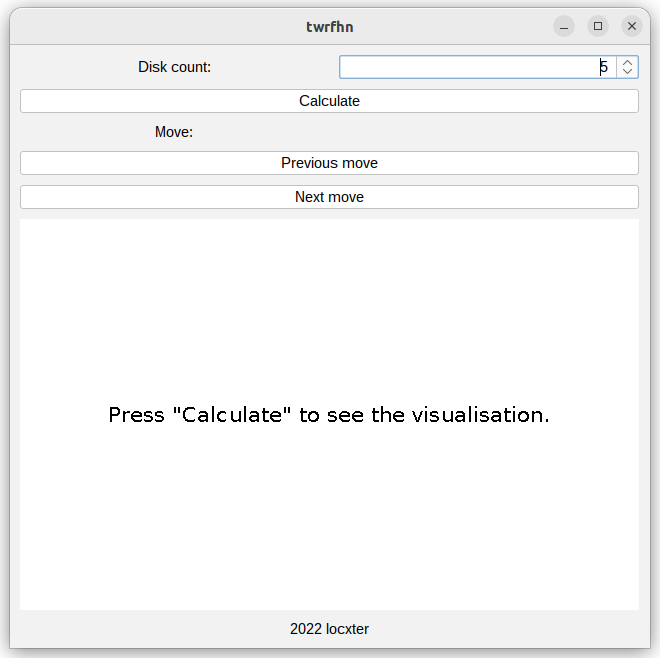 twrfhn
Disk count: 5
Calculate
Move:
Previous move
Next move
Press "Calculate" to see the visualisation.
2022 locxter